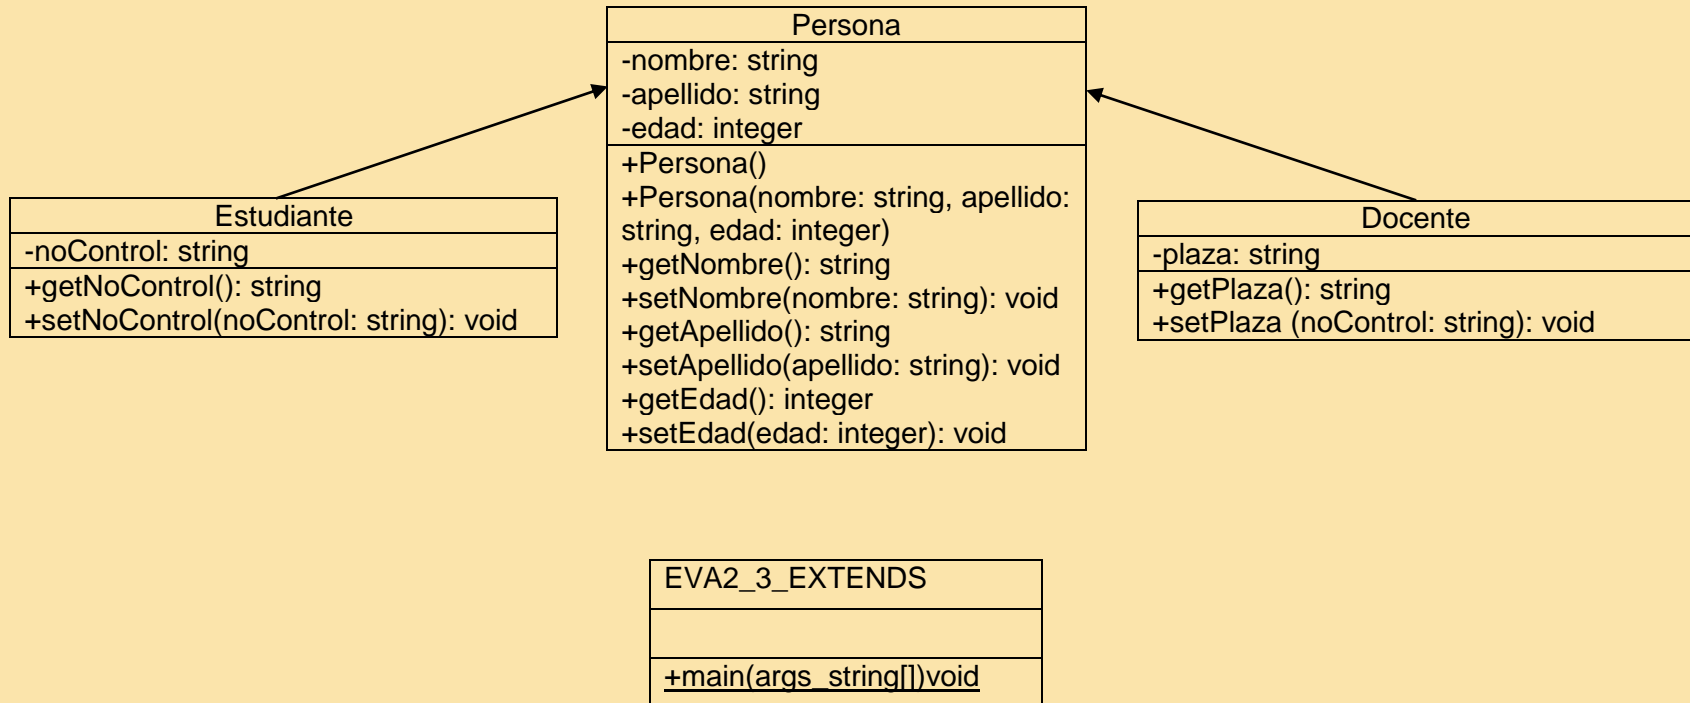 Persona
-nombre: string
-apellido: string
-edad: integer
+Persona()
+Persona(nombre: string, apellido:
string, edad: integer)
+getNombre(): string
+setNombre(nombre: string): void
+getApellido(): string
+setApellido(apellido: string): void
+getEdad(): integer
+setEdad(edad: integer): void
Estudiante
-noControl: string
+getNoControl(): string
+setNoControl(noControl: string): void
Docente
-plaza: string
+getPlaza(): string
+setPlaza (noControl: string): void
EVA2_3_EXTENDS
+main(args_string[])void